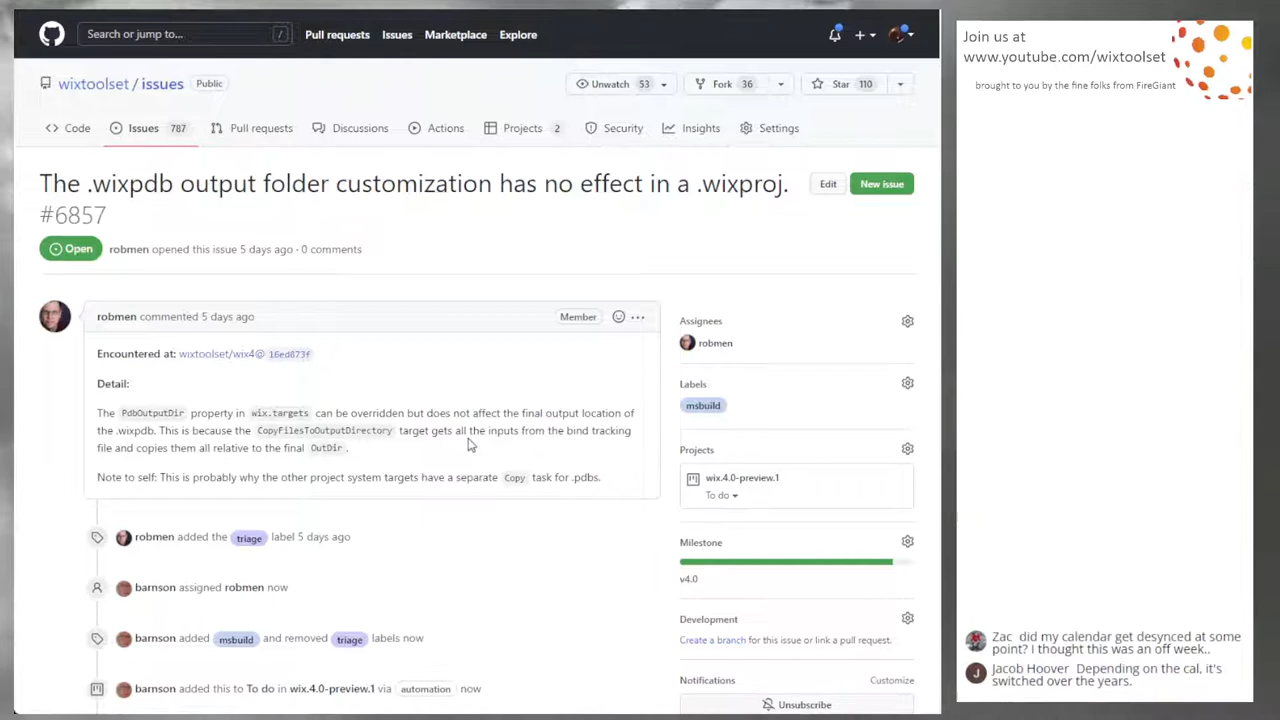 Search or jump to... /
Pull requests Issues Marketplace Explore
wixtoolset / issues Public
Unwatch 53 Fork 36 Star 110
Code Issues 787 Pull requests Discussions Actions Projects 2 Security Insights Settings
The .wixpdb output folder customization has no effect in a .wixproj.
#6857
Edit New issue
Open robmen opened this issue 5 days ago · 0 comments
robmen commented 5 days ago Member
Encountered at: wixtoolset/wix4@ 16ed873f
Detail:
The PdbOutputDir property in wix.targets can be overridden but does not affect the final output location of
the .wixpdb. This is because the CopyFilesToOutputDirectory target gets all the inputs from the bind tracking
file and copies them all relative to the final OutDir.
Note to self: This is probably why the other project system targets have a separate Copy task for .pdbs.
robmen added the triage label 5 days ago
barnson assigned robmen now
barnson added msbuild and removed triage labels now
barnson added this to To do in wix.4.0-preview.1 via automation now
Assignees
robmen
Labels
msbuild
Projects
wix.4.0-preview.1
To do
Milestone
v4.0
Development
Create a branch for this issue or link a pull request.
Notifications Customize
Unsubscribe
Join us at
www.youtube.com/wixtoolset
brought to you by the fine folks from FireGiant
Zac did my calendar get desynced at some
point? I thought this was an off week..
J Jacob Hoover Depending on the cal, it's
switched over the years.